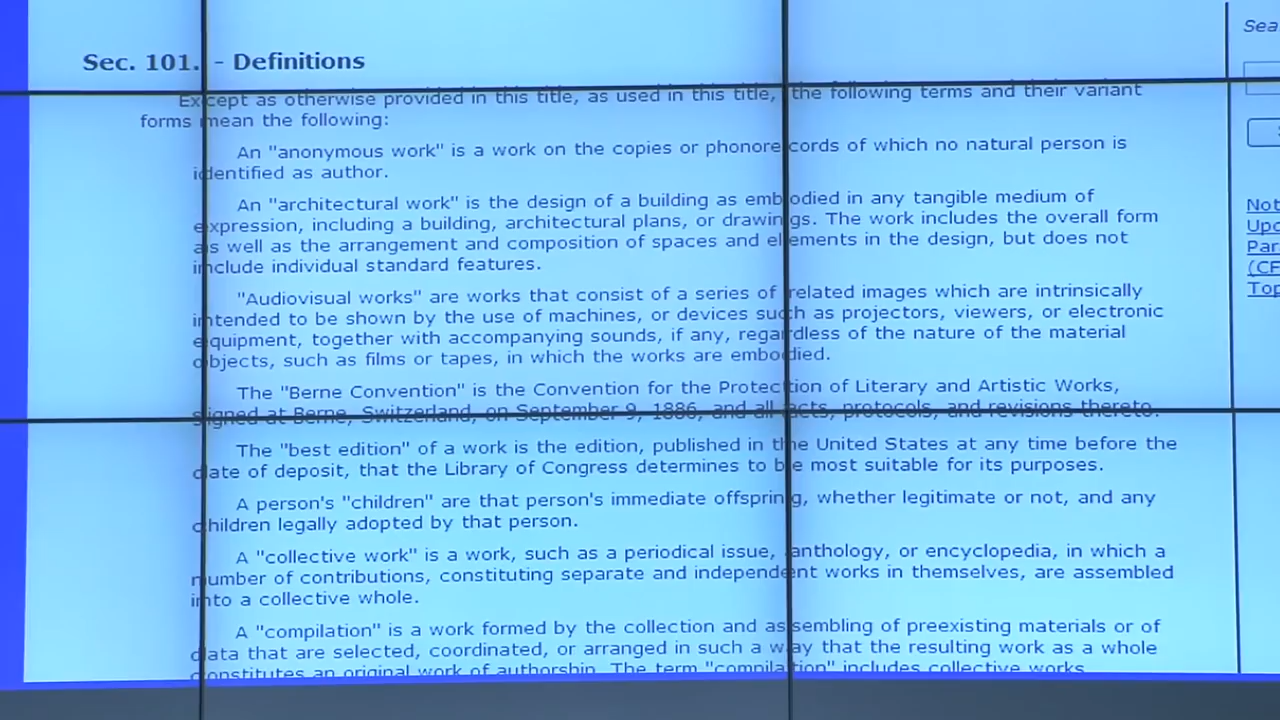 Sec. 101. - Definitions
Except as otherwise provided in this title, as used in this title, the following terms and their variant
forms mean the following:
An "anonymous work" is a work on the copies or phonorecords of which no natural person is
identified as author.
An "architectural work" is the design of a building as embodied in any tangible medium of
expression, including a building, architectural plans, or drawings. The work includes the overall form
as well as the arrangement and composition of spaces and elements in the design, but does not
include individual standard features.
"Audiovisual works" are works that consist of a series of related images which are intrinsically
intended to be shown by the use of machines, or devices such as projectors, viewers, or electronic
equipment, together with accompanying sounds, if any, regardless of the nature of the material
objects, such as films or tapes, in which the works are embodied.
The "Berne Convention" is the Convention for the Protection of Literary and Artistic Works,
signed at Berne, Switzerland, on September 9, 1886, and all acts, protocols, and revisions thereto.
The "best edition" of a work is the edition, published in the United States at any time before the
date of deposit, that the Library of Congress determines to be most suitable for its purposes.
A person's "children" are that person's immediate offspring, whether legitimate or not, and any
children legally adopted by that person.
A "collective work" is a work, such as a periodical issue, anthology, or encyclopedia, in which a
number of contributions, constituting separate and independent works in themselves, are assembled
into a collective whole.
A "compilation" is a work formed by the collection and assembling of preexisting materials or of
data that are selected, coordinated, or arranged in such a way that the resulting work as a whole
constitutes an original work of authorship. The term "compilation" includes collective works
Sea
Not
Upd
Par
(CF
Top